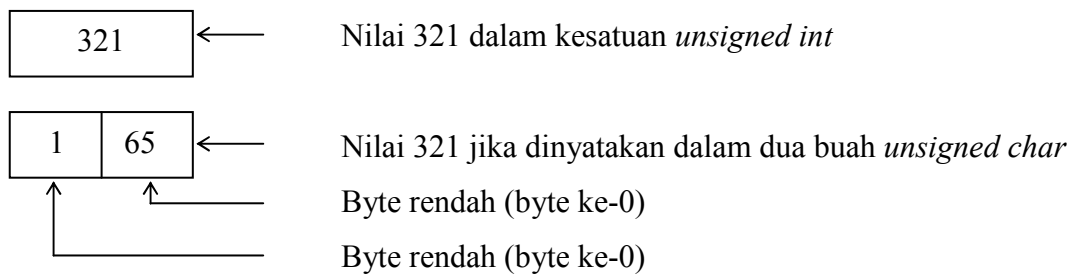 321 Nilai 321 dalam kesatuan unsigned int
1 65 Nilai 321 jika dinyatakan dalam dua buah unsigned char
Byte rendah (byte ke-0)
Byte rendah (byte ke-0)